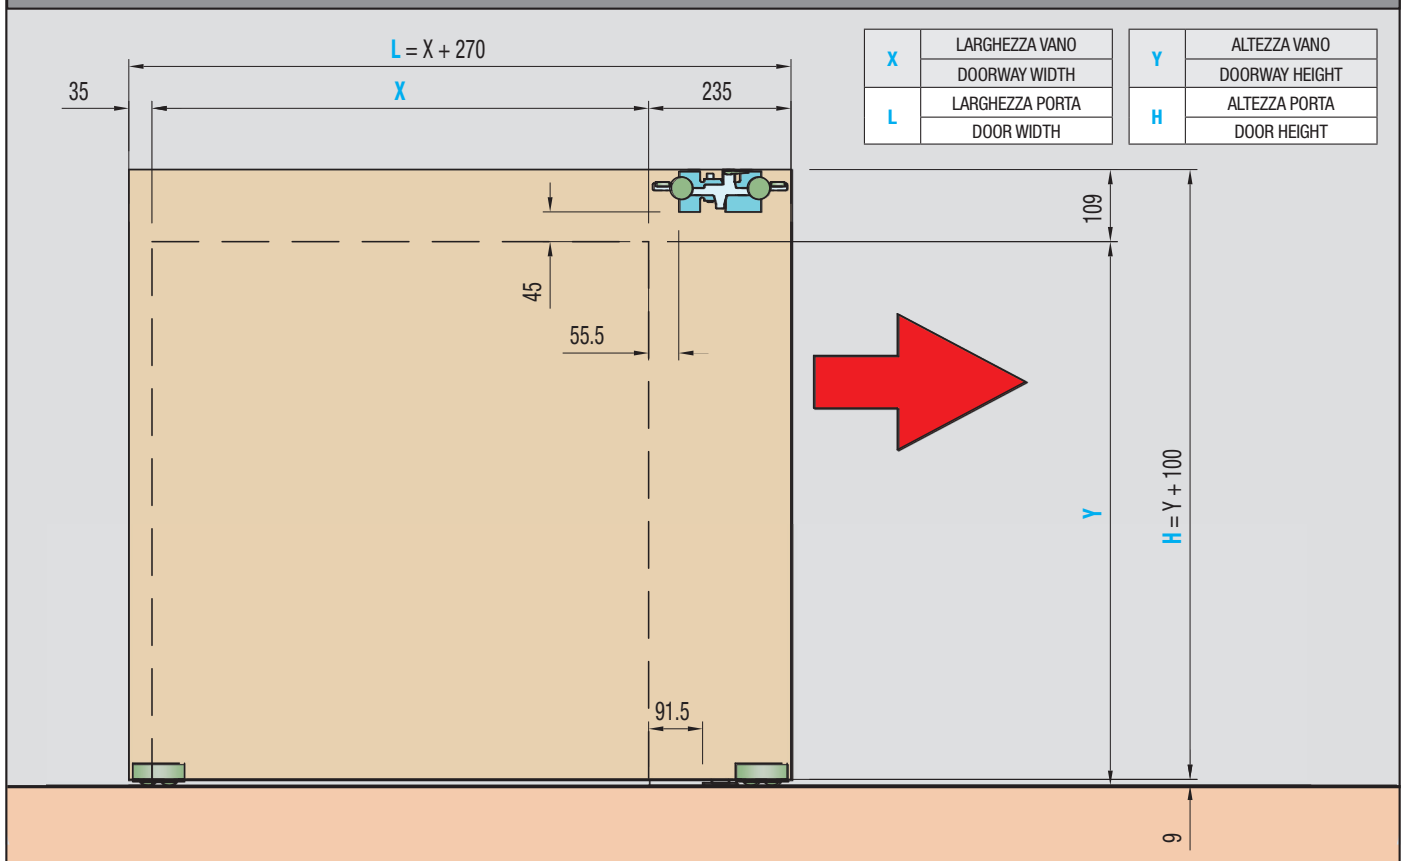 L = X + 270
35
X
235
X
LARGHEZZA VANO
DOORWAY WIDTH
L
LARGHEZZA PORTA
DOOR WIDTH
Y
ALTEZZA VANO
DOORWAY HEIGHT
H
ALTEZZA PORTA
DOOR HEIGHT
109
45
55.5
Y
H = Y + 100
91.5
9